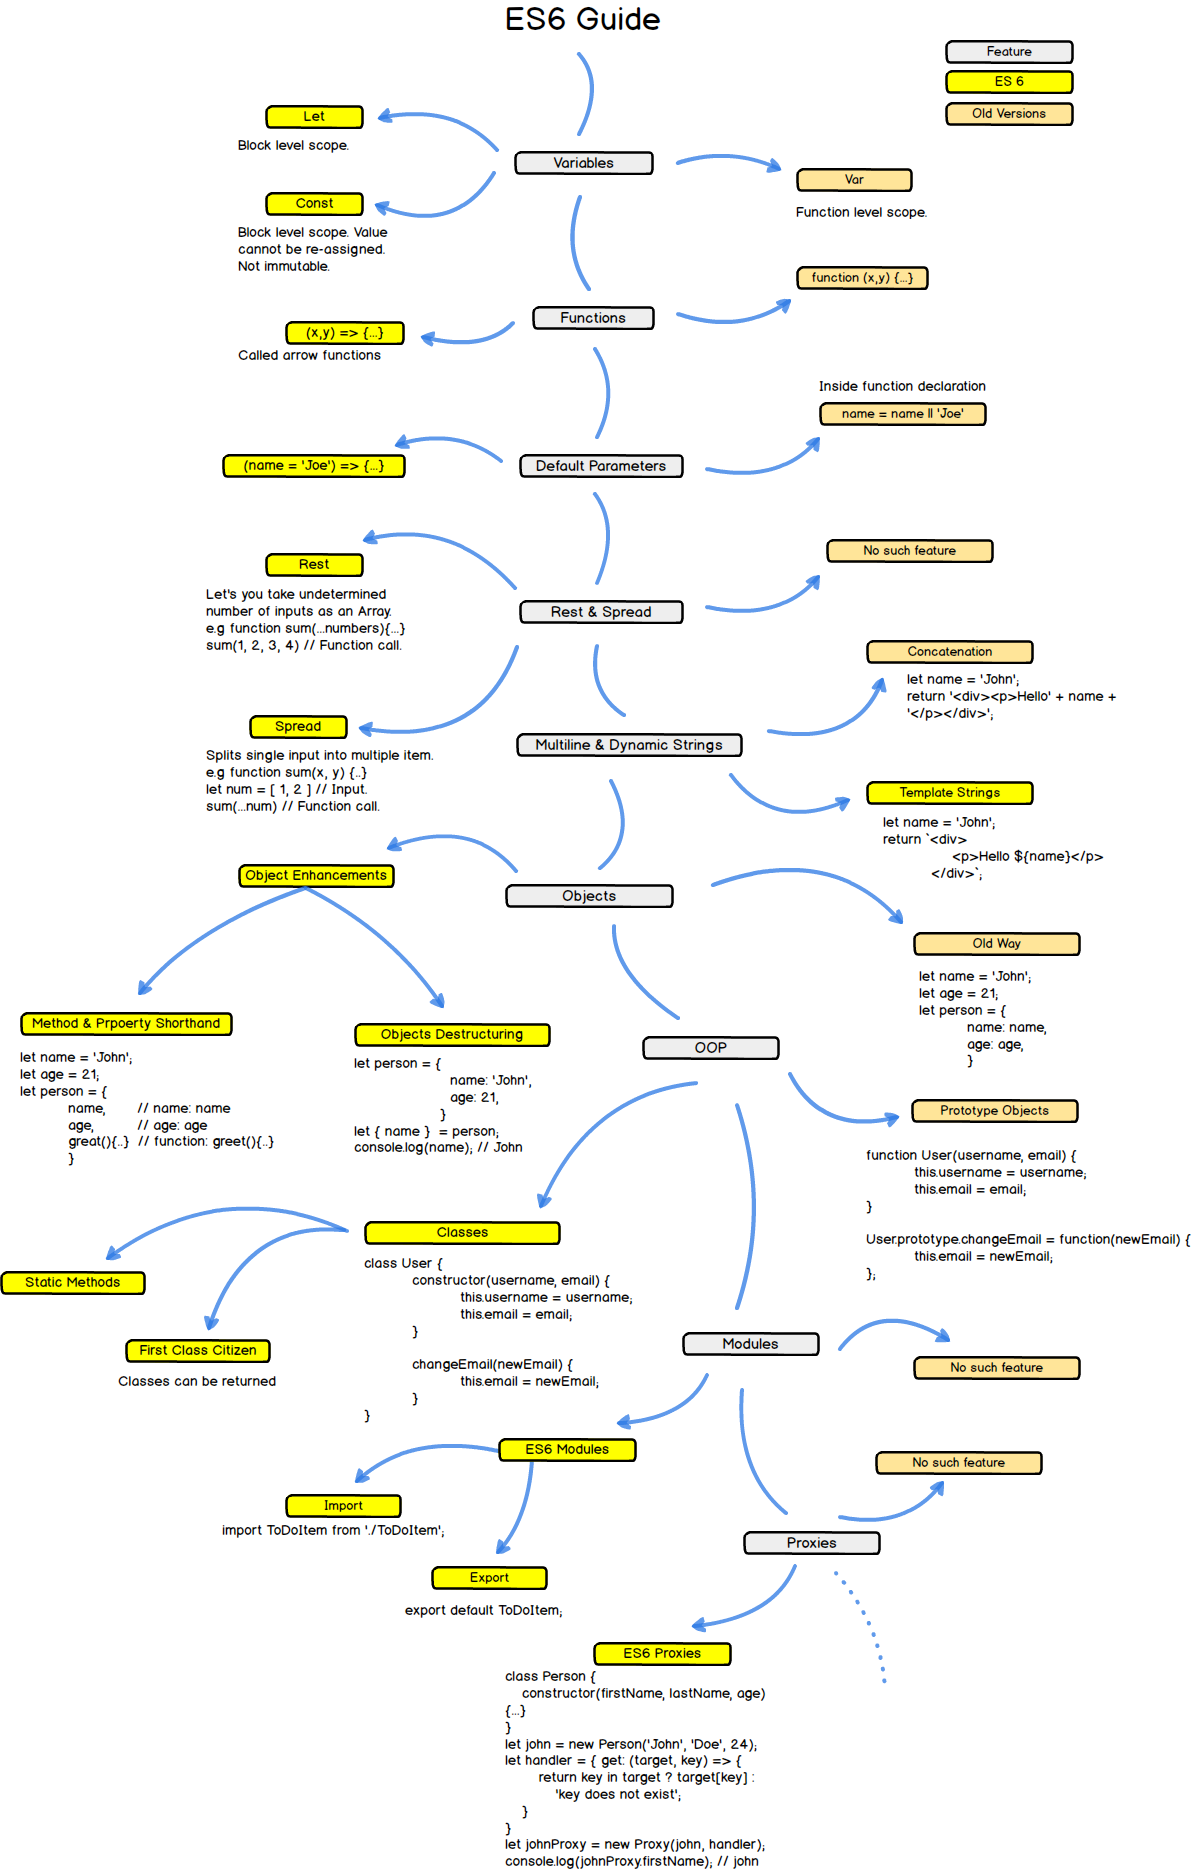 ES6 Guide
Feature
ES 6
Old Versions
Let
Block level scope.
Variables
Var
Function level scope.
Const
Block level scope. Value
cannot be re-assigned.
Not immutable.
function (x,y) {...}
Functions
(x,y) => {...}
Called arrow functions
Inside function declaration
name = name || 'Joe'
Default Parameters
(name = 'Joe') => {...}
No such feature
Rest
Let's you take undetermined
number of inputs as an Array.
e.g function sum(...numbers){...}
sum(1, 2, 3, 4) // Function call.
Rest & Spread
Concatenation
let name = 'John';
return '<div><p>Hello' + name +
'</p></div>';
Spread
Splits single input into multiple item.
e.g function sum(x, y) {..}
let num = [ 1, 2 ] // Input.
sum(...num) // Function call.
Multiline & Dynamic Strings
Template Strings
let name = 'John';
return `<div>
<p>Hello ${name}</p>
</div>`;
Object Enhancements
Objects
Old Way
let name = 'John';
let age = 21;
let person = {
name: name,
age: age,
}
Method & Prpoerty Shorthand
let name = 'John';
let age = 21;
let person = {
name, // name: name
age, // age: age
great(){..} // function: greet(){..}
}
Objects Destructuring
let person = {
name: 'John',
age: 21,
}
let { name } = person;
console.log(name); // John
OOP
Prototype Objects
function User(username, email) {
this.username = username;
this.email = email;
}
User.prototype.changeEmail = function(newEmail) {
this.email = newEmail;
};
Classes
class User {
constructor(username, email) {
this.username = username;
this.email = email;
}
changeEmail(newEmail) {
this.email = newEmail;
}
}
Static Methods
First Class Citizen
Classes can be returned
Modules
No such feature
ES6 Modules
Import
import ToDoItem from './ToDoItem';
Export
export default ToDoItem;
No such feature
Proxies
ES6 Proxies
class Person {
constructor(firstName, lastName, age)
{...}
}
let john = new Person('John', 'Doe', 24);
let handler = { get: (target, key) => {
return key in target ? target[key] :
'key does not exist';
}
}
let johnProxy = new Proxy(john, handler);
console.log(johnProxy.firstName); // john